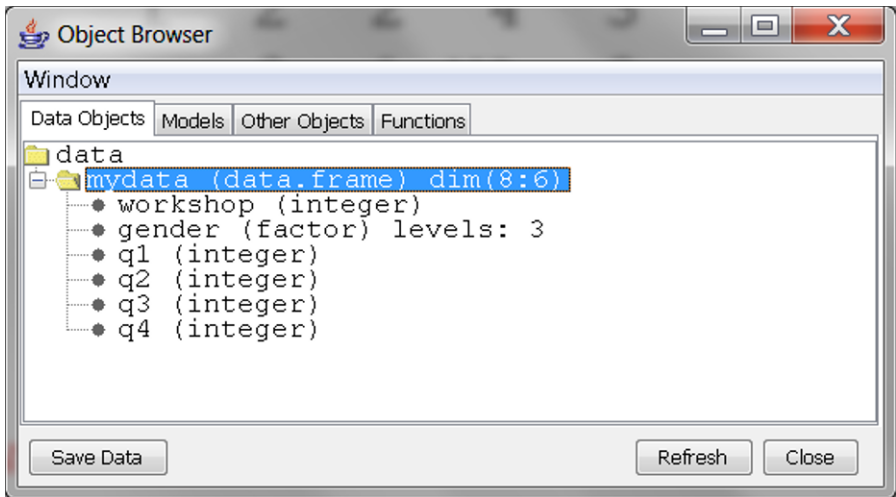 Object Browser
Window
Data Objects Models Other Objects Functions
data
mydata (data.frame) dim(8:6)
workshop (integer)
gender (factor) levels: 3
q1 (integer)
q2 (integer)
q3 (integer)
q4 (integer)
Save Data Refresh Close